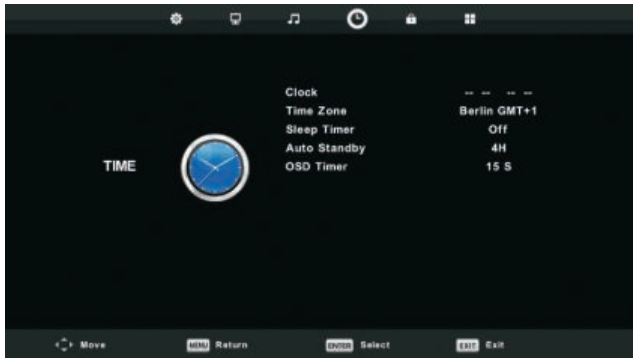 Clock -- -- -- --
Time Zone Berlin GMT+1
Sleep Timer Off
Auto Standby 4H
TIME
OSD Timer 15 S
Move MENU Return ENTER Select EXIT Exit